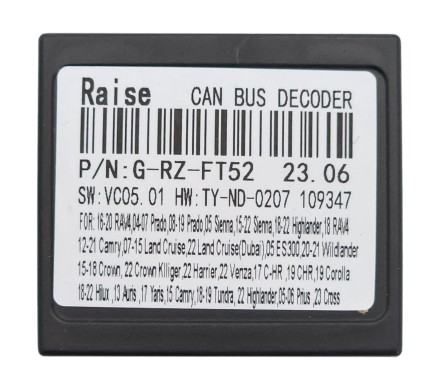 Raise CAN BUS DECODER
P/N:G-RZ-FT52 23.06
SW:VC05.01 HW:TY-ND-0207 109347
FOR: 16-20 RAV4,04-07 Prado,08-19 Prado,05 Sienna,15-22 Sienna,18-22 Highlander,18 RAV4
12-21 Camry,07-15 Land Cruise,22 Land Cruise(Dubai),05 ES300,20-21 Wildlander
15-18 Crown, 22 Crown Kluger,22 Harrier,22 Venza,17 C-HR ,19 CHR,19 Corolla
18-22 Hilux ,13 Auris ,17 Yaris,15 Camry,18-19 Tundra, 22 Highlander,05-06 Prius ,23 Cross